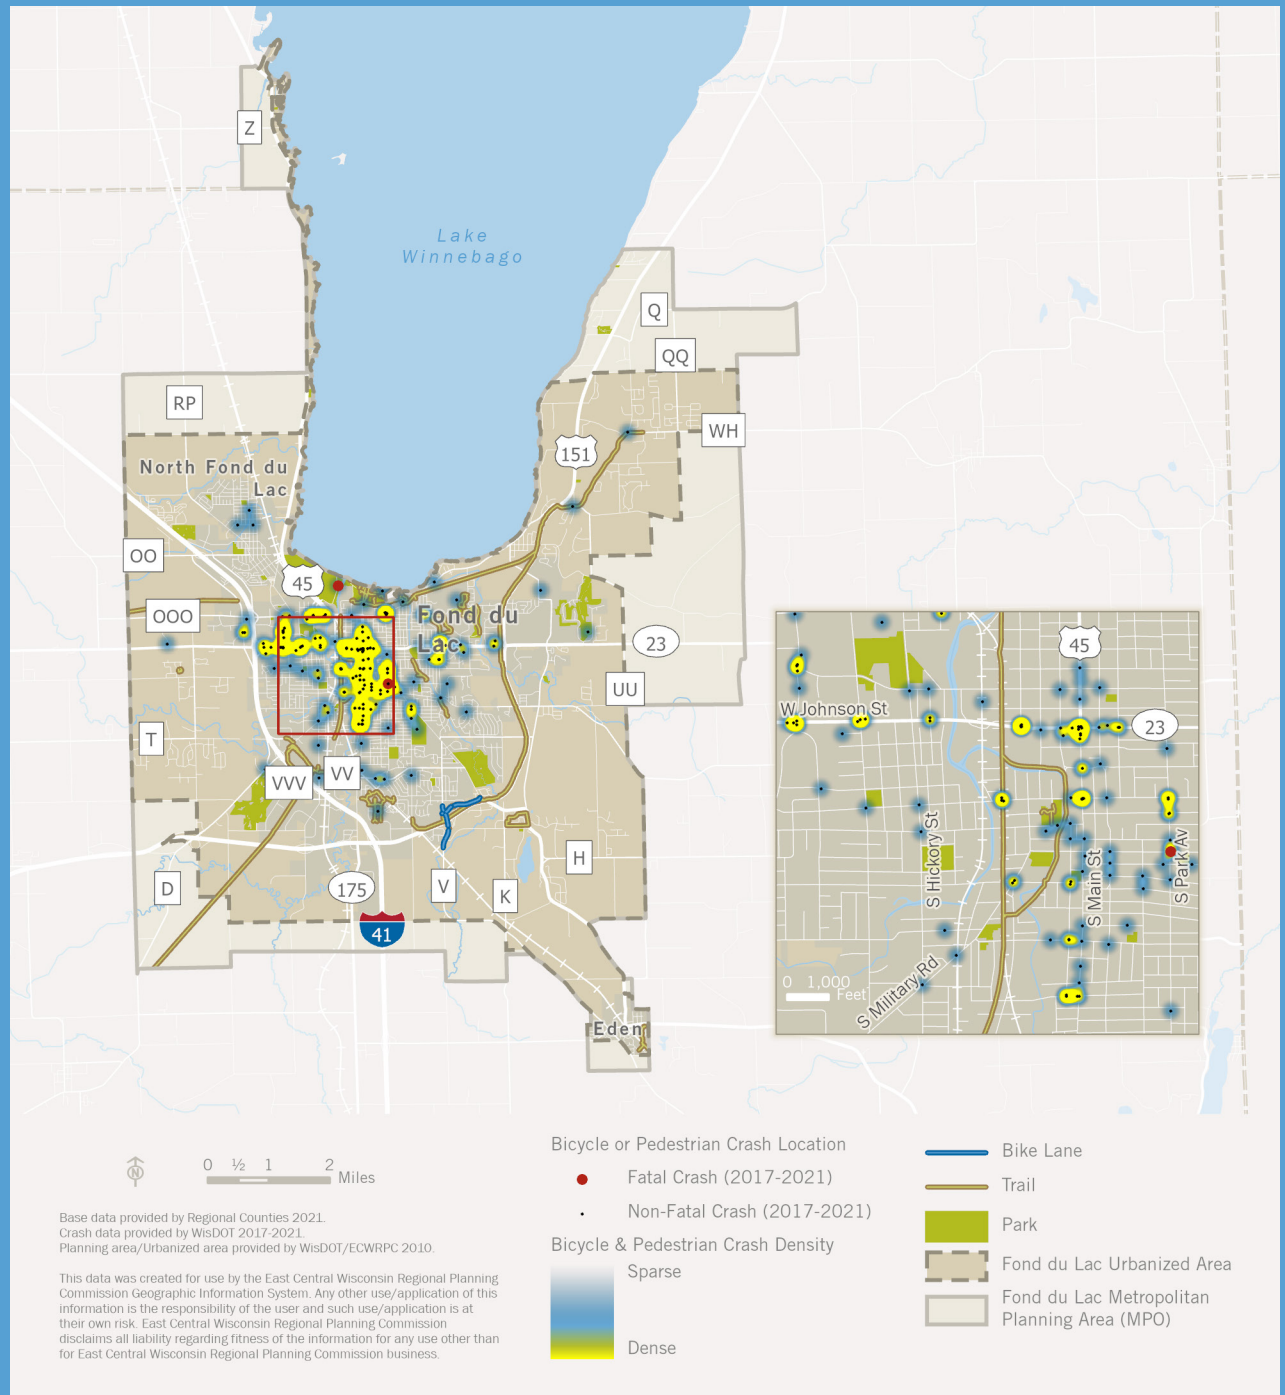 Z
Lake
Winnebago
Q
QQ
RP
WH
151
North Fond du
Lac
OO
45
OOO
Fond du
Lac
23
UU
T
VVV
VV
H
D
175
V
K
41
Eden
45
W Johnson St
23
S Hickory St
S Main St
S Park Av
S Military Rd
0 1,000
Feet
N
0 ½ 1 2
Miles
Base data provided by Regional Counties 2021.
Crash data provided by WisDOT 2017-2021.
Planning area/Urbanized area provided by WisDOT/ECWRPC 2010.
This data was created for use by the East Central Wisconsin Regional Planning
Commission Geographic Information System. Any other use/application of this
information is the responsibility of the user and such use/application is at
their own risk. East Central Wisconsin Regional Planning Commission
disclaims all liability regarding fitness of the information for any use other than
for East Central Wisconsin Regional Planning Commission business.
Bicycle or Pedestrian Crash Location
Fatal Crash (2017-2021)
Non-Fatal Crash (2017-2021)
Bicycle & Pedestrian Crash Density
Sparse
Dense
Bike Lane
Trail
Park
Fond du Lac Urbanized Area
Fond du Lac Metropolitan
Planning Area (MPO)